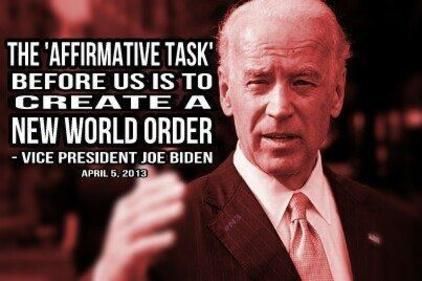 THE 'AFFIRMATIVE TASK'
BEFORE US IS TO
CREATE A
NEW WORLD ORDER
- VICE PRESIDENT JOE BIDEN
APRIL 5, 2013